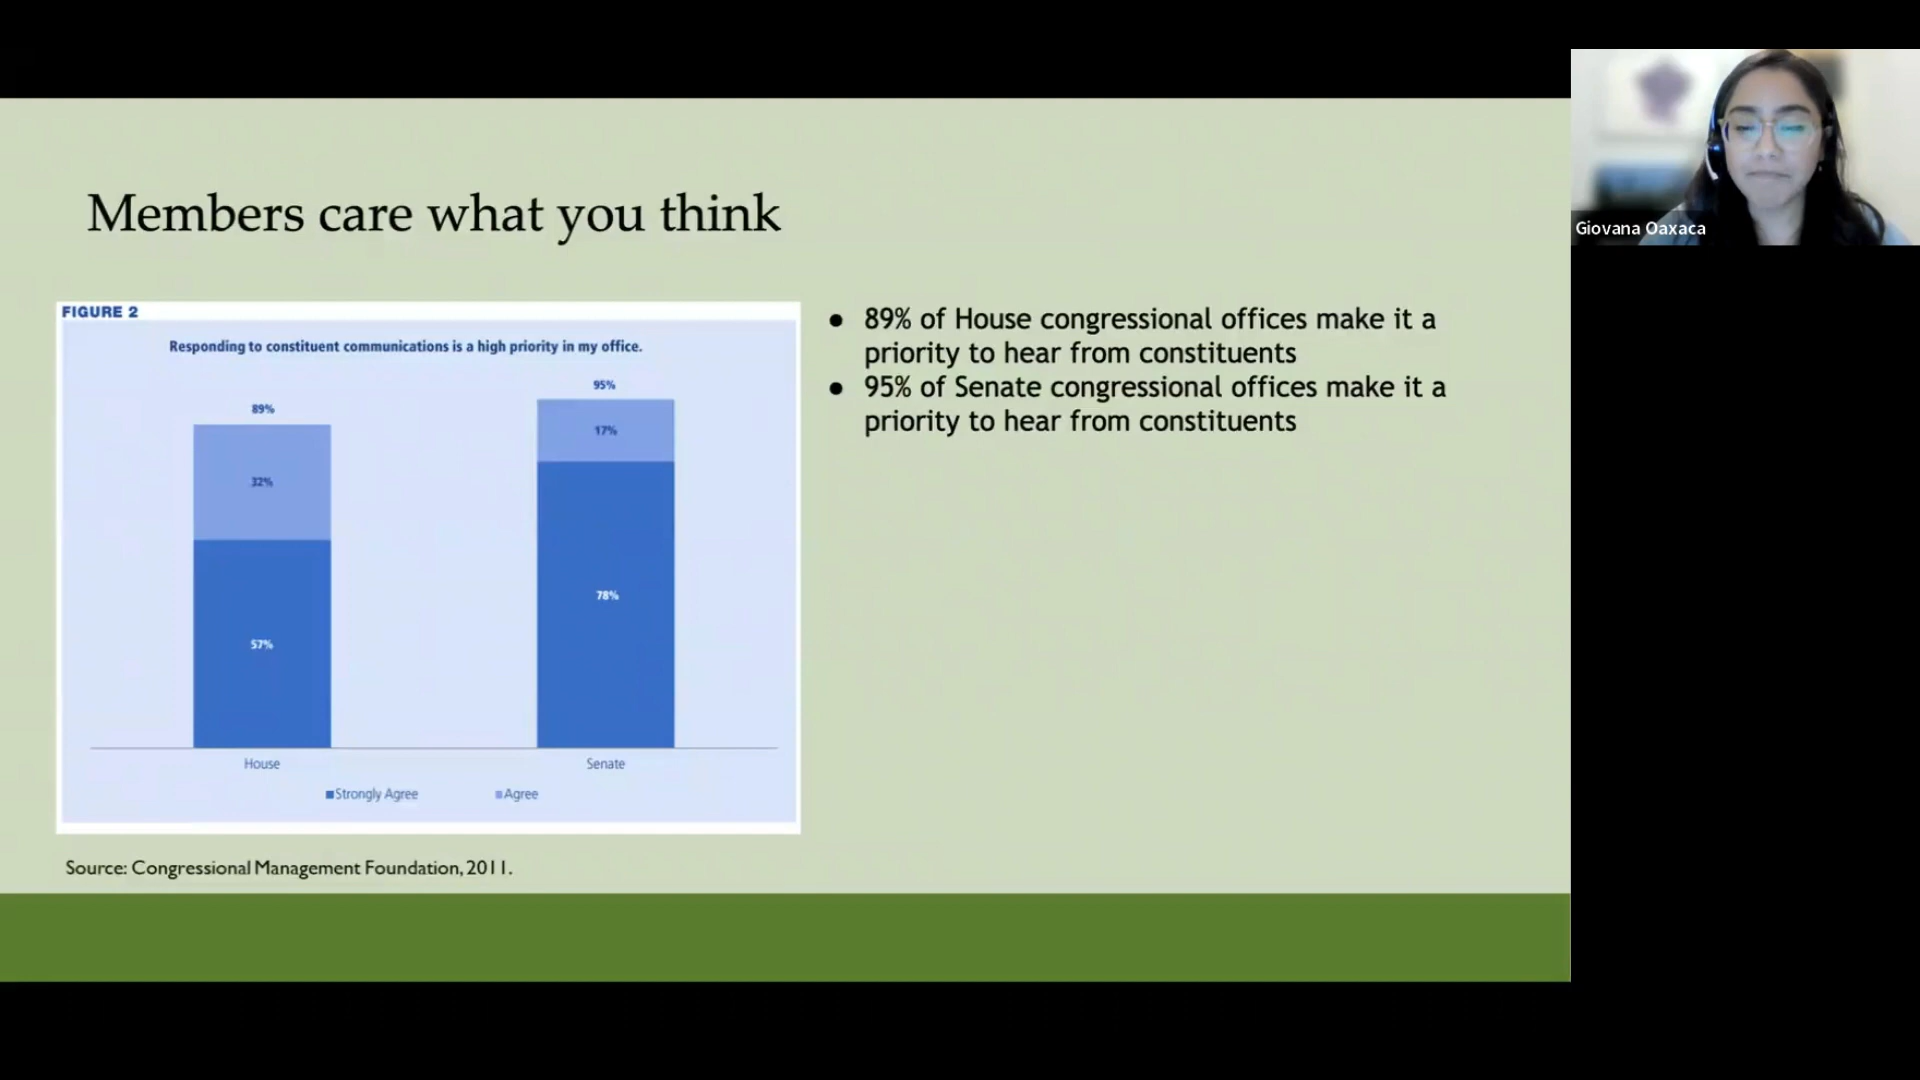 Members care what you think
FIGURE 2
Responding to constituent communications is a high priority in my office.
89%
32%
57%
House
95%
17%
78%
Senate
Strongly Agree
Agree
Source: Congressional Management Foundation, 2011.
● 89% of House congressional offices make it a
priority to hear from constituents
● 95% of Senate congressional offices make it a
priority to hear from constituents
Giovana Oaxaca